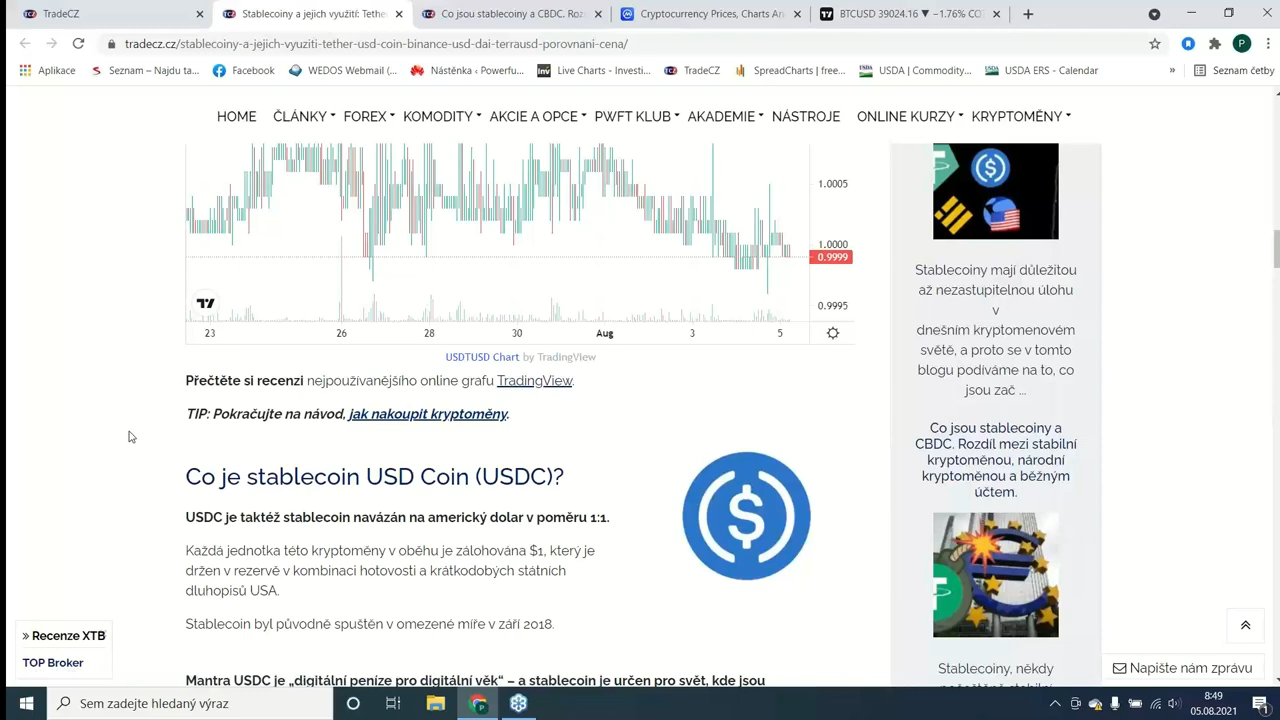 TradeCZ
Stablecoiny a jejich využití: Tethe
Co jsou stablecoiny a CBDC. Rozd
Cryptocurrency Prices, Charts An
BTCUSD 39024.16 ▼ −1.76% CO
tradecz.cz/stablecoiny-a-jejich-vyuziti-tether-usd-coin-binance-usd-dai-terrausd-porovnani-cena/
P
Aplikace
Seznam – Najdu ta...
Facebook
WEDOS Webmail (...
Nástěnka ‹ Powerfu...
Live Charts - Investi...
TradeCZ
SpreadCharts | free...
USDA | Commodity...
USDA ERS - Calendar
»
Seznam četby
HOME
ČLÁNKY
FOREX
KOMODITY
AKCIE A OPCE
PWFT KLUB
AKADEMIE
NÁSTROJE
ONLINE KURZY
KRYPTOMĚNY
1.0005
1.0000
0.9999
0.9995
23
26
28
30
Aug
3
5
USDTUSD Chart by TradingView
Přečtěte si recenzi nejpoužívanějšího online grafu TradingView.
TIP: Pokračujte na návod, jak nakoupit kryptoměny.
Co je stablecoin USD Coin (USDC)?
USDC je taktéž stablecoin navázán na americký dolar v poměru 1:1.
Každá jednotka této kryptoměny v oběhu je zálohována $1, který je
držen v rezervě v kombinaci hotovosti a krátkodobých státních
dluhopisů USA.
Stablecoin byl původně spuštěn v omezené míře v září 2018.
Mantra USDC je „digitální peníze pro digitální věk“ – a stablecoin je určen pro svět, kde jsou
Stablecoiny mají důležitou
až nezastupitelnou úlohu
v
dnešním kryptomenovém
světě, a proto se v tomto
blogu podíváme na to, co
jsou zač ...
Co jsou stablecoiny a
CBDC. Rozdíl mezi stabilní
kryptoměnou, národní
kryptoměnou a běžným
účtem.
Stablecoiny, někdy
» Recenze XTB
TOP Broker
Napište nám zprávu
Sem zadejte hledaný výraz
8:49
05.08.2021